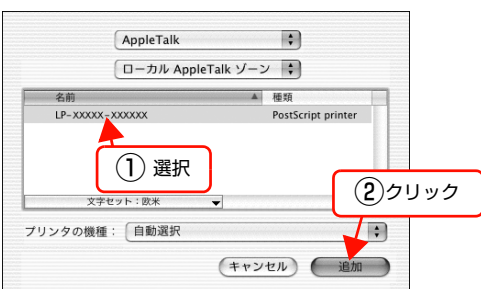 AppleTalk
ローカル AppleTalk ゾーン
名前 種類
LP-XXXXX-XXXXXX PostScript printer
① 選択
②クリック
文字セット：欧米
プリンタの機種： 自動選択
キャンセル 追加